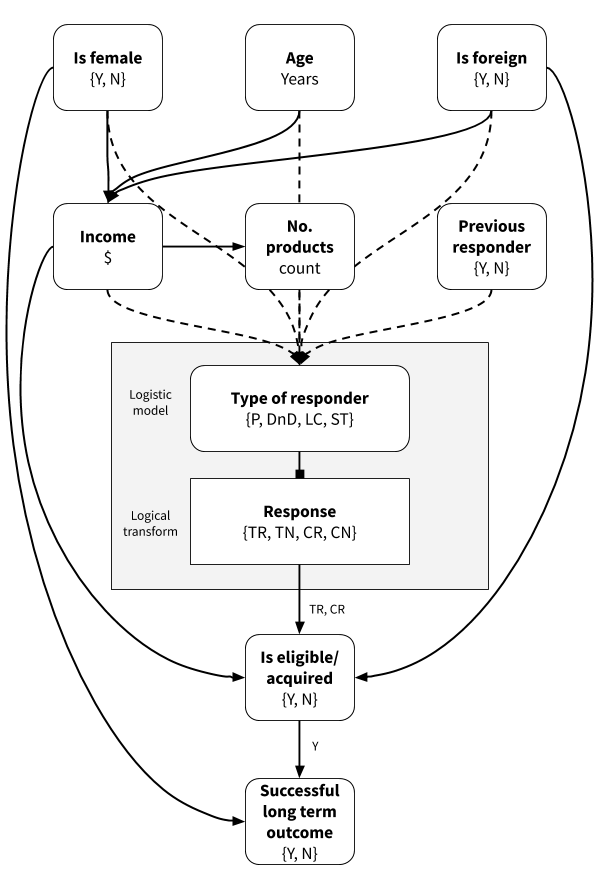 Is female
{Y, N}
Age
Years
Is foreign
{Y, N}
Income
$
No.
products
count
Previous
responder
{Y, N}
Logistic
model
Type of responder
{P, DnD, LC, ST}
Logical
transform
Response
{TR, TN, CR, CN}
TR, CR
Is eligible/
acquired
{Y, N}
Y
Successful
long term
outcome
{Y, N}